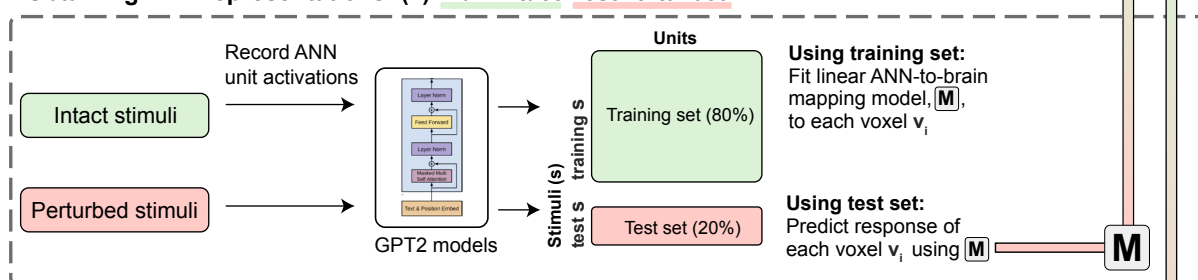 Units
Record ANN
unit activations
Using training set:
Fit linear ANN-to-brain
mapping model, M ,
to each voxel vi
Layer Norm
Feed Forward
Layer Norm
Masked Multi
Self Attention
Text & Position Embed
Intact stimuli
Training set (80%)
Stimuli (s)
training s
test s
Perturbed stimuli
Test set (20%)
GPT2 models
Using test set:
Predict response of
each voxel vi using M
M